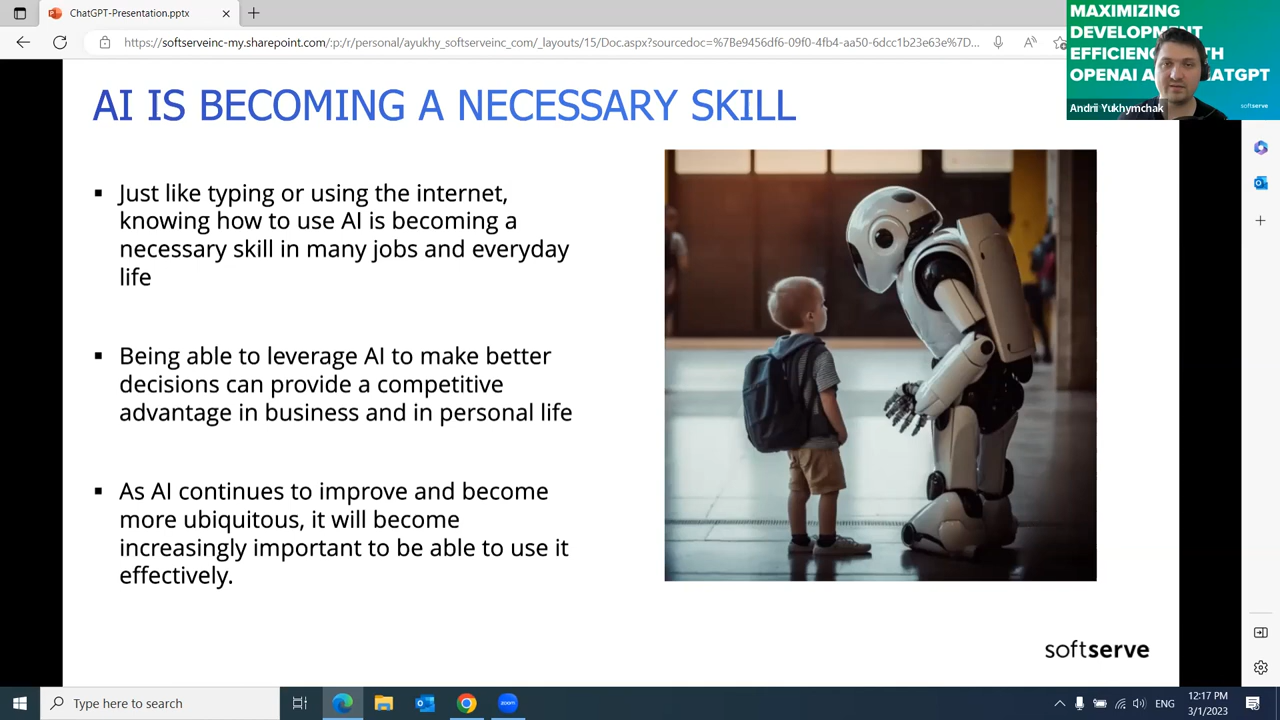 ChatGPT-Presentation.pptx
https://softserveinc-my.sharepoint.com/:p:/r/personal/ayukhy_softserveinc_com/_layouts/15/Doc.aspx?sourcedoc=%7Be9456df6-09f0-4fb4-aa50-6dcc1b23e63e%7D...
MAXIMIZING
DEVELOPMENT
OPENAI
Andrii Yukhymchak
softserve
AI IS BECOMING A NECESSARY SKILL
▪ Just like typing or using the internet,
knowing how to use AI is becoming a
necessary skill in many jobs and everyday
life
▪ Being able to leverage AI to make better
decisions can provide a competitive
advantage in business and in personal life
▪ As AI continues to improve and become
more ubiquitous, it will become
increasingly important to be able to use it
effectively.
softserve
Type here to search
zoom
ENG
12:17 PM
3/1/2023